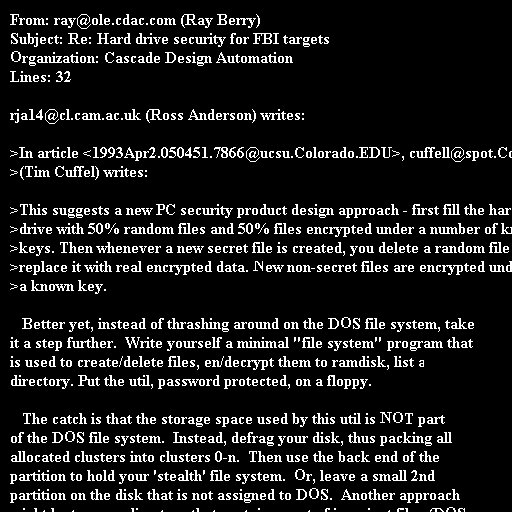 From: ray@ole.cdac.com (Ray Berry)
Subject: Re: Hard drive security for FBI targets
Organization: Cascade Design Automation
Lines: 32
rja14@cl.cam.ac.uk (Ross Anderson) writes:
>In article <1993Apr2.050451.7866@ucsu.Colorado.EDU>, cuffell@spot.Co
>(Tim Cuffel) writes:
>This suggests a new PC security product design approach - first fill the har
>drive with 50% random files and 50% files encrypted under a number of k
>keys. Then whenever a new secret file is created, you delete a random file
>replace it with real encrypted data. New non-secret files are encrypted und
>a known key.
Better yet, instead of thrashing around on the DOS file system, take
it a step further. Write yourself a minimal "file system" program that
is used to create/delete files, en/decrypt them to ramdisk, list a
directory. Put the util, password protected, on a floppy.
The catch is that the storage space used by this util is NOT part
of the DOS file system. Instead, defrag your disk, thus packing all
allocated clusters into clusters 0-n. Then use the back end of the
partition to hold your 'stealth' file system. Or, leave a small 2nd
partition on the disk that is not assigned to DOS. Another approach